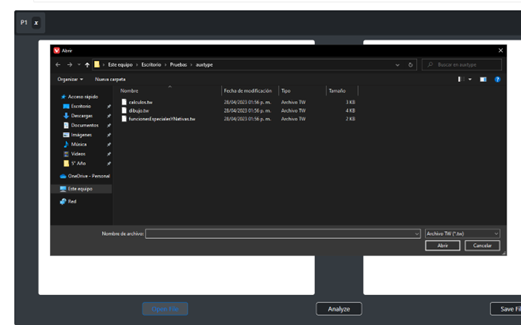 P1 x
Abrir
Este equipo › Escritorio › Pruebas › auxtype
Buscar en auxtype
Organizar Nueva carpeta
Nombre Fecha de modificación Tipo Tamaño
Acceso rápido
Escritorio
Descargas
Documentos
Imágenes
Música
Videos
5° Año
OneDrive - Personal
Este equipo
Red
calculos.tw 28/04/2023 01:56 p. m. Archivo TW 3 KB
dibujo.tw 28/04/2023 01:56 p. m. Archivo TW 4 KB
funcionesEspecialesYNativas.tw 28/04/2023 01:56 p. m. Archivo TW 2 KB
Nombre de archivo: Archivo TW (*.tw)
Abrir Cancelar
Open File Analyze Save Fi